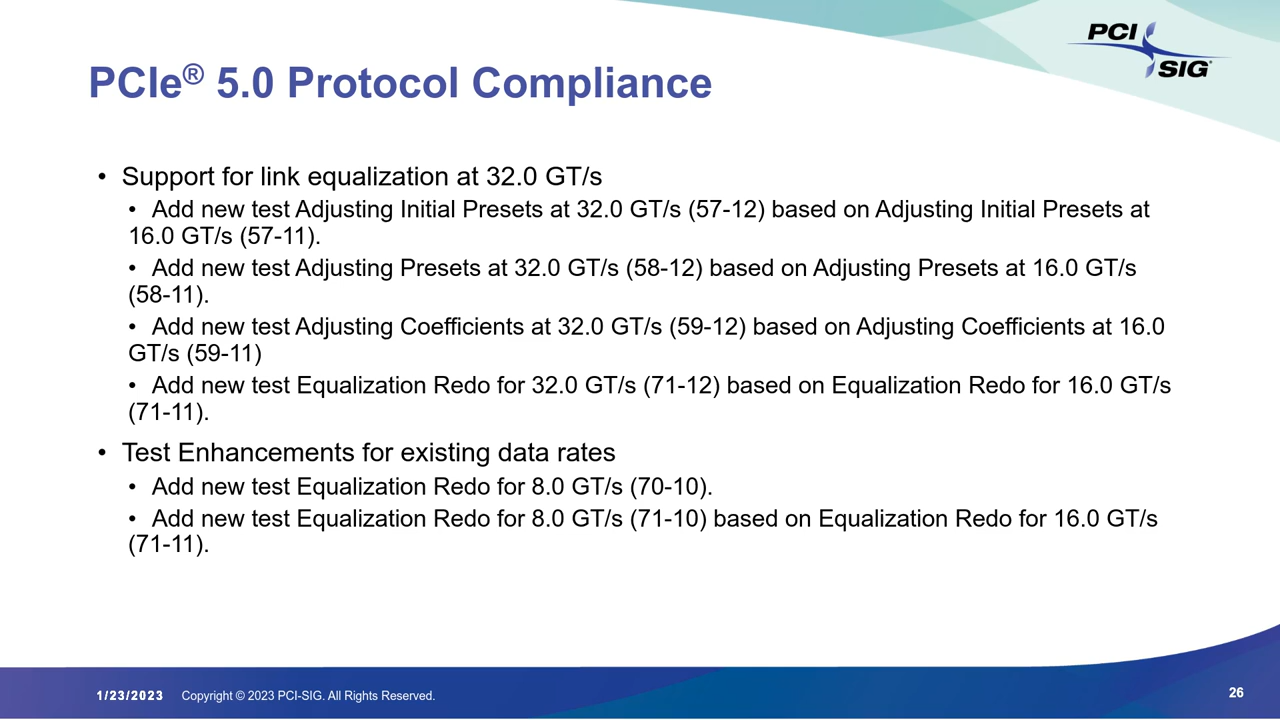 PCI
SIG®
PCIe® 5.0 Protocol Compliance
• Support for link equalization at 32.0 GT/s
• Add new test Adjusting Initial Presets at 32.0 GT/s (57-12) based on Adjusting Initial Presets at
16.0 GT/s (57-11).
• Add new test Adjusting Presets at 32.0 GT/s (58-12) based on Adjusting Presets at 16.0 GT/s
(58-11).
• Add new test Adjusting Coefficients at 32.0 GT/s (59-12) based on Adjusting Coefficients at 16.0
GT/s (59-11)
• Add new test Equalization Redo for 32.0 GT/s (71-12) based on Equalization Redo for 16.0 GT/s
(71-11).
• Test Enhancements for existing data rates
• Add new test Equalization Redo for 8.0 GT/s (70-10).
• Add new test Equalization Redo for 8.0 GT/s (71-10) based on Equalization Redo for 16.0 GT/s
(71-11).
1/23/2023 Copyright © 2023 PCI-SIG. All Rights Reserved. 26